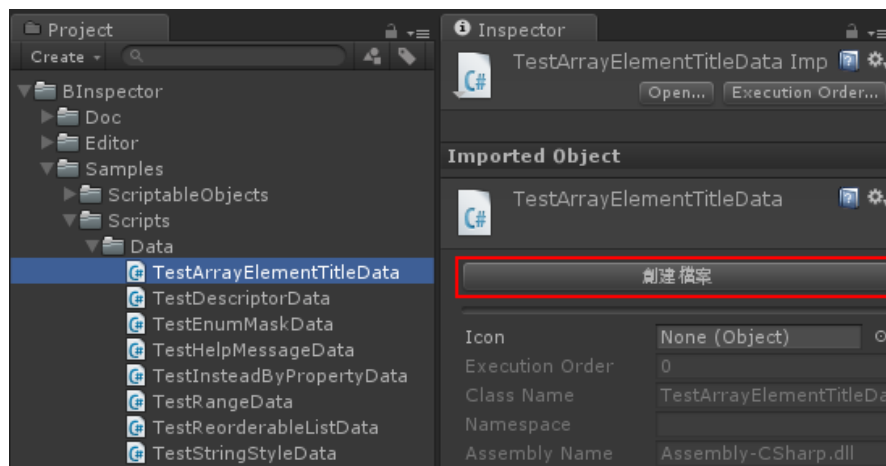 Project
Create
BInspector
Doc
Editor
Samples
ScriptableObjects
Scripts
Data
TestArrayElementTitleData
TestDescriptorData
TestEnumMaskData
TestHelpMessageData
TestInsteadByPropertyData
TestRangeData
TestReorderableListData
TestStringStyleData
Inspector
C#
TestArrayElementTitleData Imp
Open... Execution Order...
Imported Object
C#
TestArrayElementTitleData
創建檔案
Icon None (Object)
Execution Order 0
Class Name TestArrayElementTitleDa
Namespace
Assembly Name Assembly-CSharp.dll